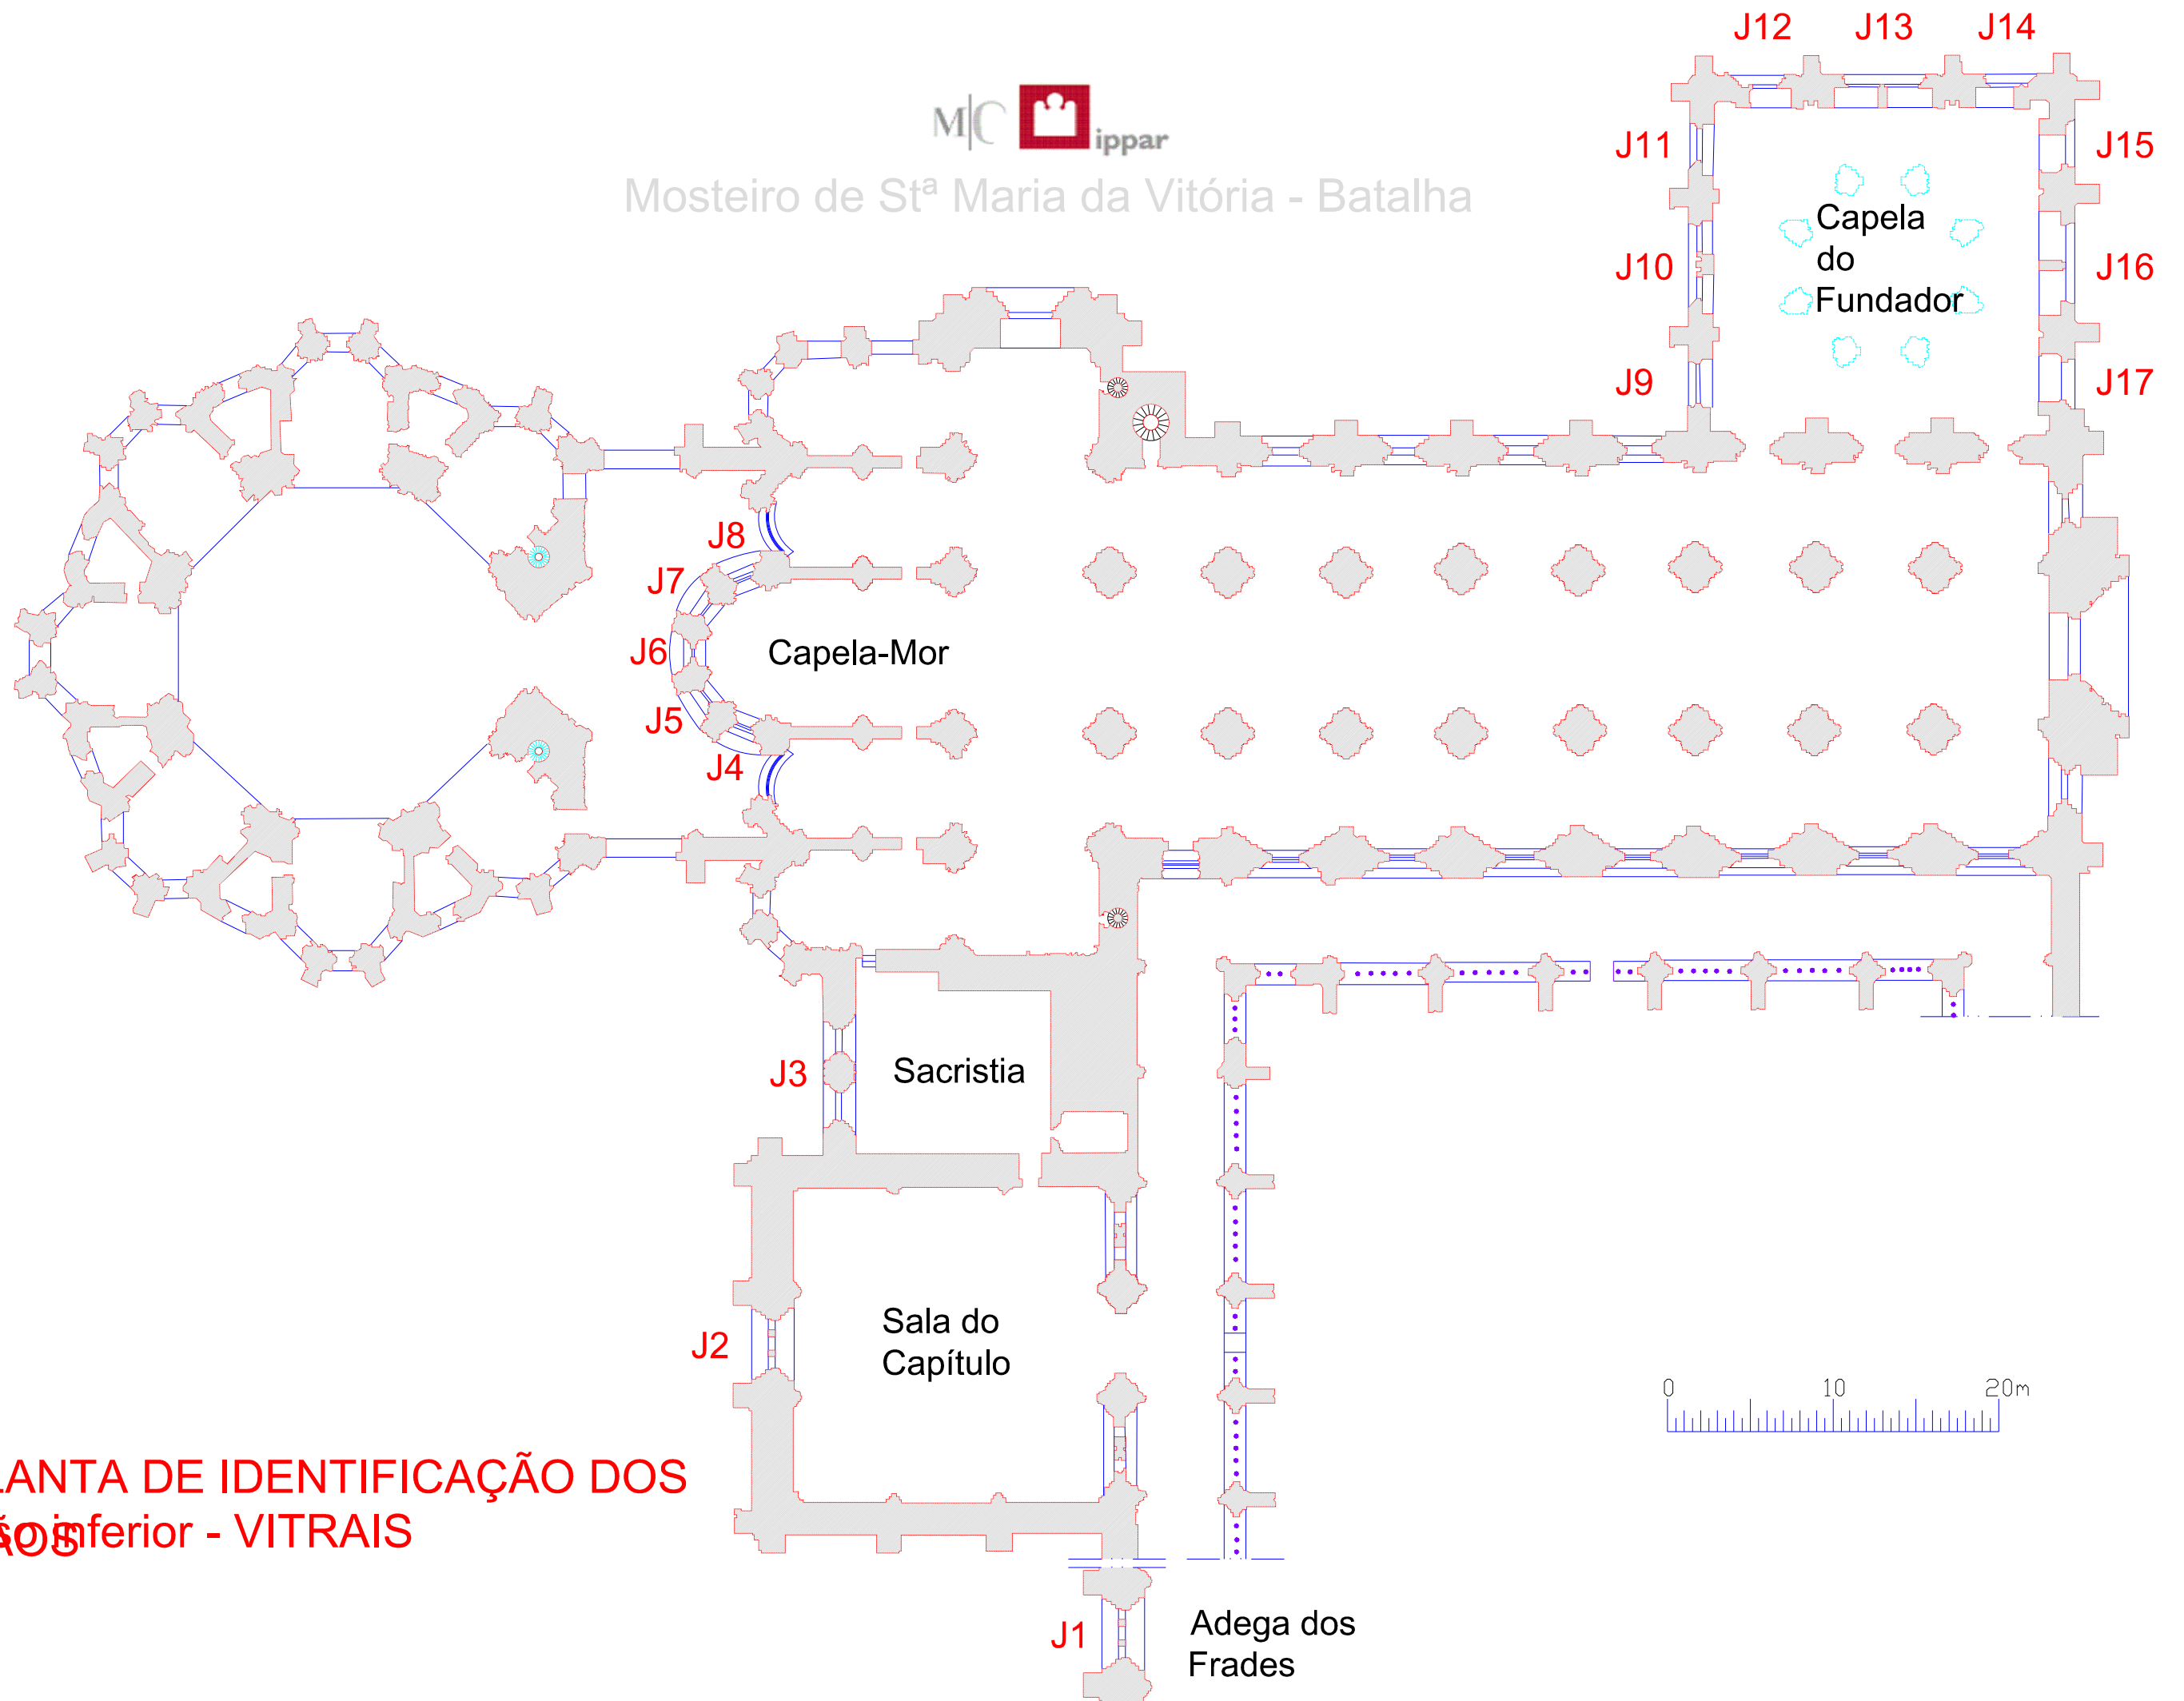 J12 J13 J14
M|C ippar
Mosteiro de Stª Maria da Vitória - Batalha
J11 J15
Capela
do
Fundador
J10 J16
J9 J17
J8
J7
J6 Capela-Mor
J5
J4
J3 Sacristia
Sala do
Capítulo
J2
0 10 20m
LANTA DE IDENTIFICAÇÃO DOS
inferior - VITRAIS
J1
Adega dos
Frades